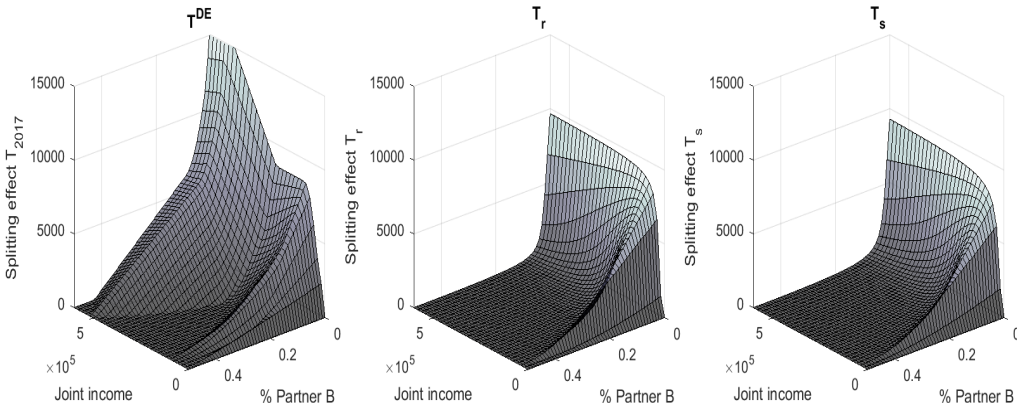 T^DE
Splitting effect T_2017
15000
10000
5000
0
5
×10^5
0
Joint income
0.4
0.2
0
% Partner B
T_r
Splitting effect T_r
15000
10000
5000
0
5
×10^5
0
Joint income
0.4
0.2
0
% Partner B
T_s
Splitting effect T_s
15000
10000
5000
0
5
×10^5
0
Joint income
0.4
0.2
0
% Partner B